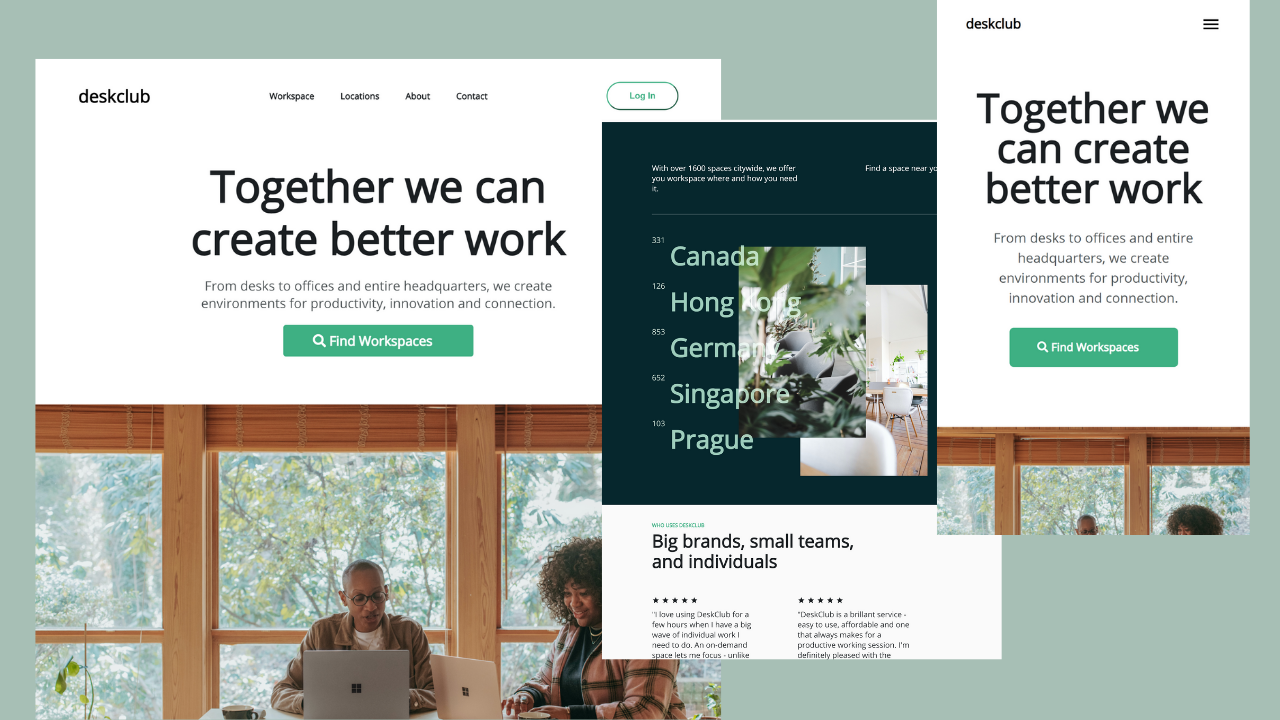 deskclub
Workspace
Locations
About
Contact
Log In
Together we can
create better work
From desks to offices and entire headquarters, we create
environments for productivity, innovation and connection.
Find Workspaces
With over 1600 spaces citywide, we offer
you workspace where and how you need
it.
Find a space near yo
331
Canada
126
Hong Kong
853
Germany
652
Singapore
103
Prague
WHO USES DESKCLUB
Big brands, small teams,
and individuals
★ ★ ★ ★ ★
"I love using DeskClub for a
few hours when I have a big
wave of individual work I
need to do. An on-demand
space lets me focus - unlike
★ ★ ★ ★ ★
"DeskClub is a brillant service -
easy to use, affordable and one
that always makes for a
productive working session. I'm
definitely pleased with the
deskclub
Together we
can create
better work
From desks to offices and entire
headquarters, we create
environments for productivity,
innovation and connection.
Find Workspaces